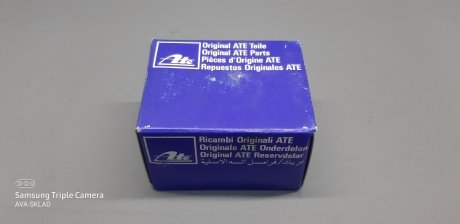 Ate
Original ATE Teile
Original ATE Parts
Pièces d'Origine ATE
Repuestos Originales ATE
Ate
Ricambi Originali ATE
Originale ATE Onderdelen
Original ATE Reservdelar
Samsung Triple Camera
AVA-SKLAD